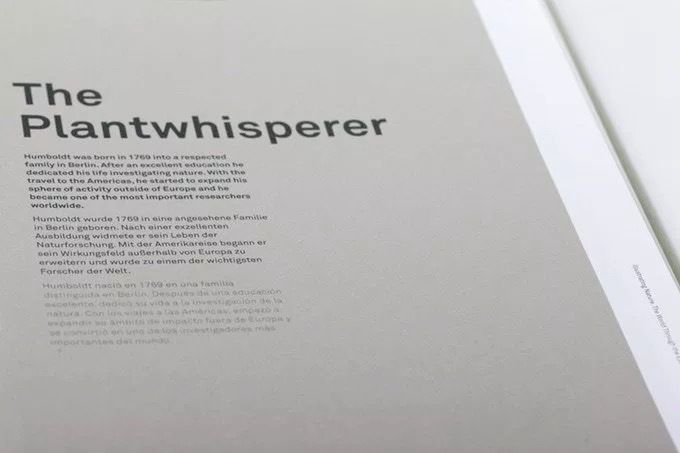 The
Plantwhisperer
Humboldt was born in 1769 into a respected
family in Berlin. After an excellent education he
dedicated his life investigating nature. With the
travel to the Americas, he started to expand his
sphere of activity outside of Europe and he
became one of the most important researchers
worldwide.
Humboldt wurde 1769 in eine angesehene Familie
in Berlin geboren. Nach einer exzellenten
Ausbildung widmete er sein Leben der
Naturforschung. Mit der Amerikareise begann er
sein Wirkungsfeld außerhalb von Europa zu
erweitern und wurde zu einem der wichtigsten
Forscher der Welt.
Humboldt nació en 1769 en una familia
distinguida en Berlin. Después de una educación
excelente, dedicó su vida a la investigación de la
natura. Con los viajes a las Américas, empezó a
expandir su ámbito de impacto fuera de Europa y
se convirtió en uno de los investigadores más
importantes del mundo.
Illustrating Nature. The World Through the